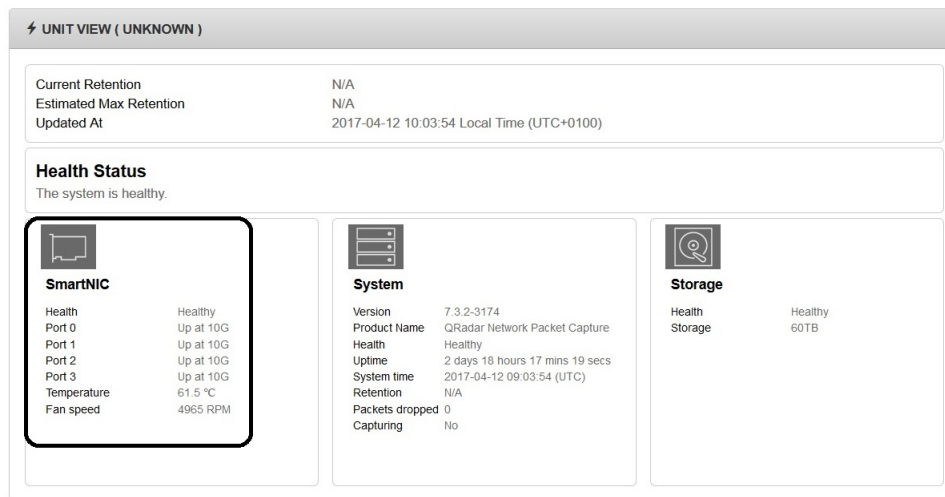 UNIT VIEW ( UNKNOWN )
Current Retention N/A
Estimated Max Retention N/A
Updated At 2017-04-12 10:03:54 Local Time (UTC+0100)
Health Status
The system is healthy.
SmartNIC
Health Healthy
Port 0 Up at 10G
Port 1 Up at 10G
Port 2 Up at 10G
Port 3 Up at 10G
Temperature 61.5 °C
Fan speed 4965 RPM
System
Version 7.3.2-3174
Product Name QRadar Network Packet Capture
Health Healthy
Uptime 2 days 18 hours 17 mins 19 secs
System time 2017-04-12 09:03:54 (UTC)
Retention N/A
Packets dropped 0
Capturing No
Storage
Health Healthy
Storage 60TB